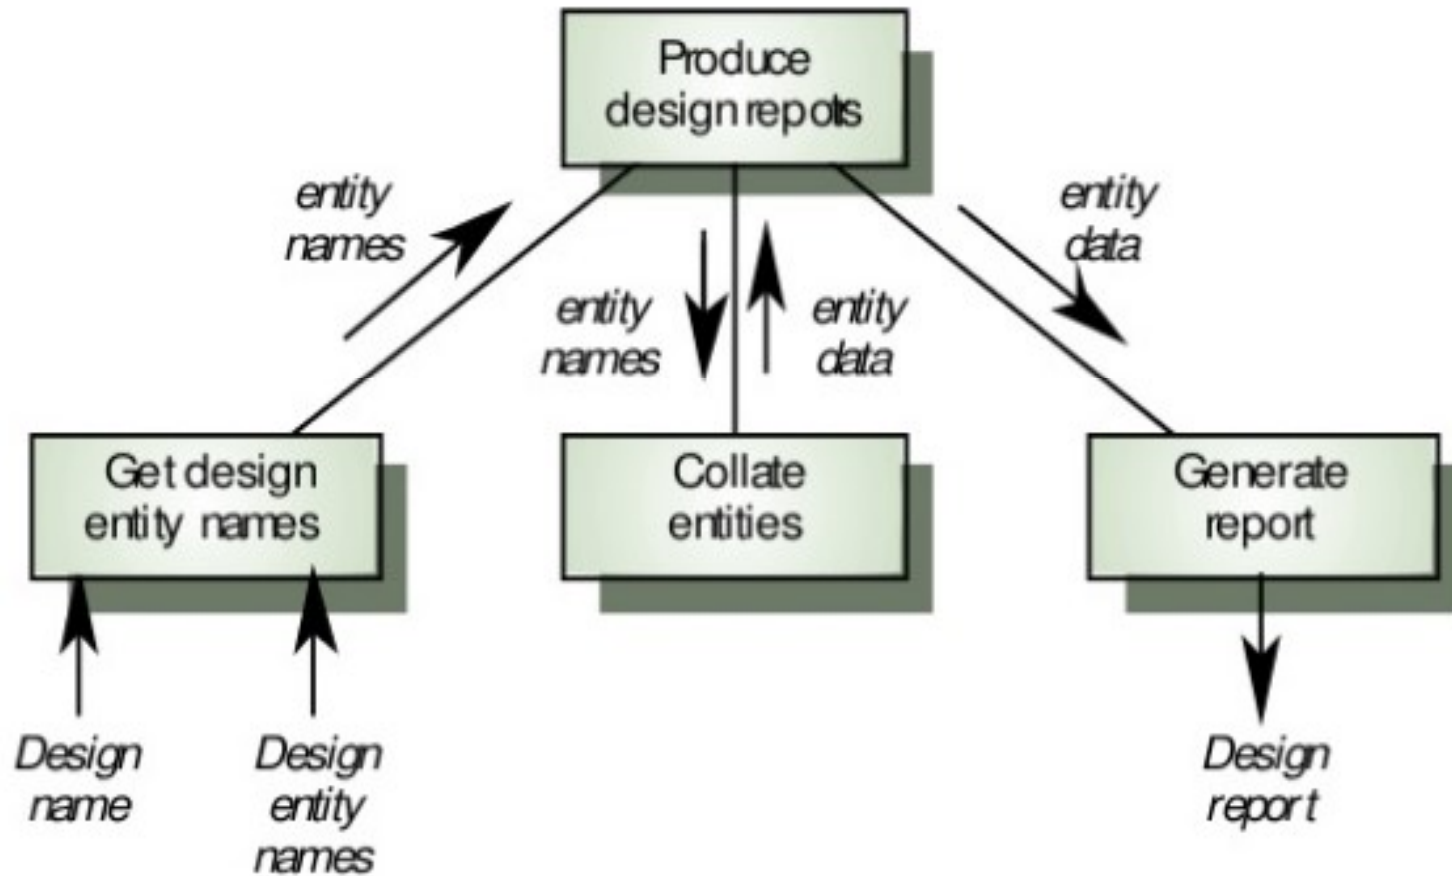 Produce
design repots
entity
names
entity
data
entity
names
entity
data
Get design
entity names
Collate
entities
Generate
report
Design
name
Design
entity
names
Design
report